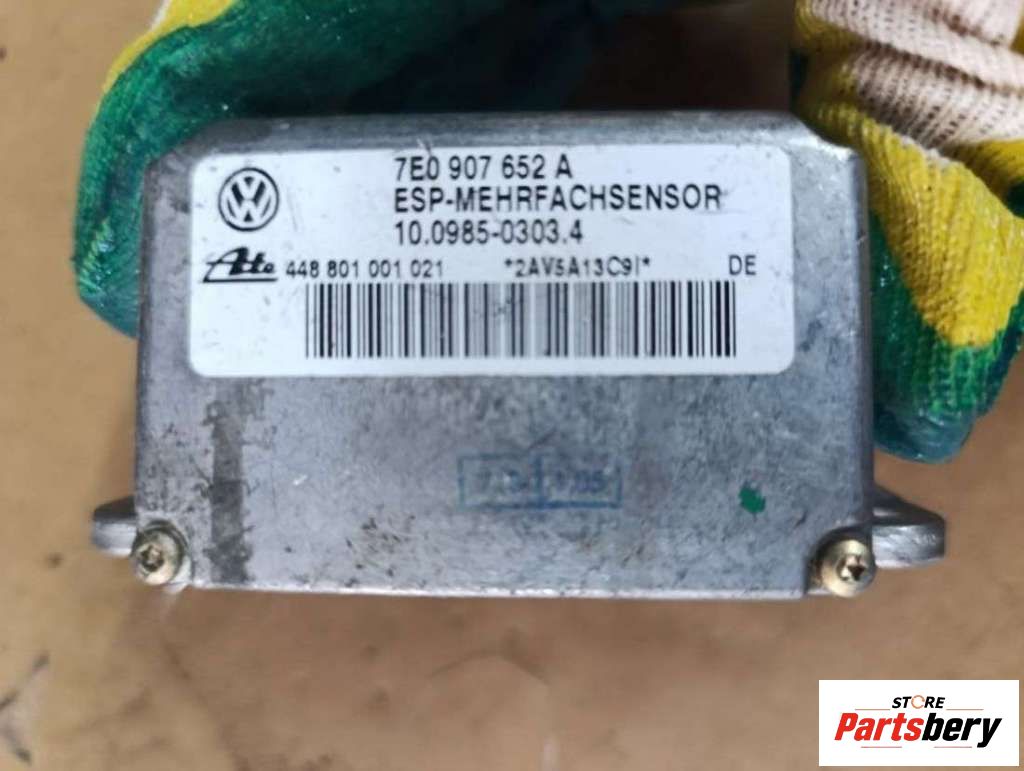 7E0 907 652 A
ESP-MEHRFACHSENSOR
10.0985-0303.4
Ate 448 801 001 021 *2AV5A13C9I* DE
STORE
Partsbery